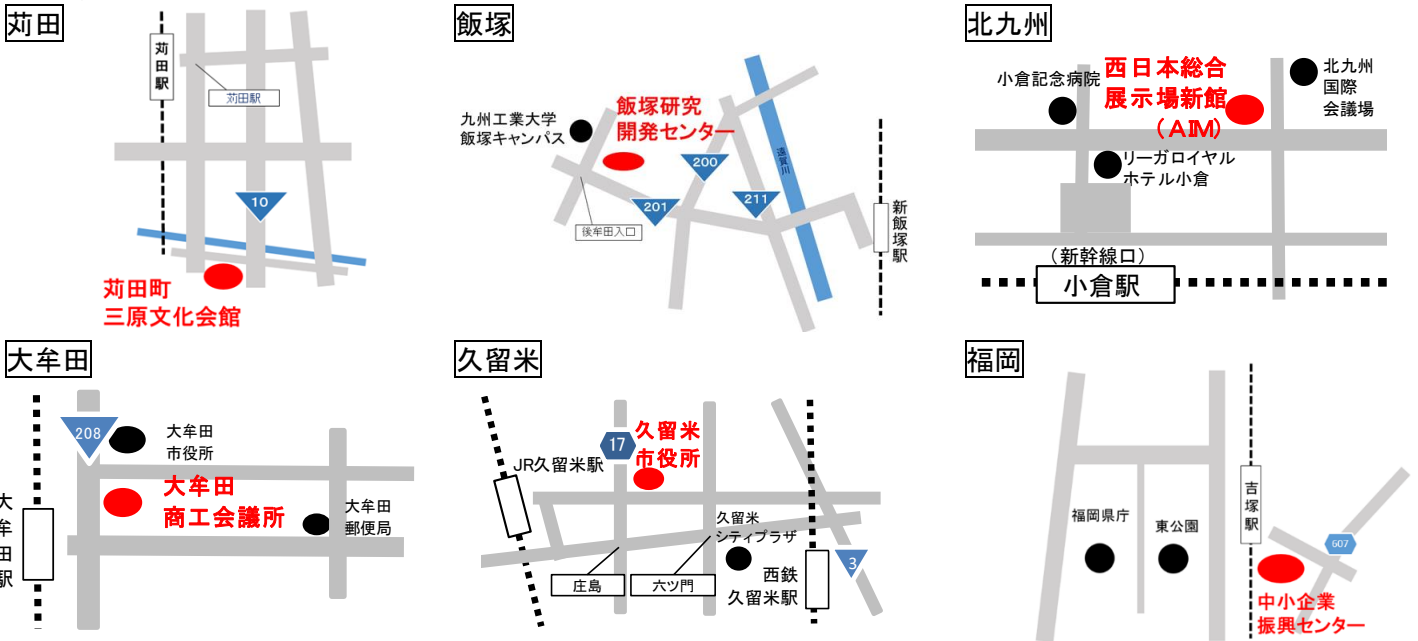 苅田
苅田駅
苅田駅
10
苅田町
三原文化会館
飯塚
九州工業大学
飯塚キャンパス
飯塚研究
開発センター
200
201
211
遠賀川
後牟田入口
新飯塚駅
北九州
小倉記念病院
西日本総合
展示場新館
(AIM)
北九州
国際
会議場
リーガロイヤル
ホテル小倉
(新幹線口)
小倉駅
大牟田
208
大牟田
市役所
大牟田
商工会議所
大牟田
郵便局
大牟田駅
久留米
17
久留米
市役所
JR久留米駅
久留米
シティプラザ
庄島
六ツ門
西鉄
久留米駅
3
福岡
福岡県庁
東公園
吉塚駅
607
中小企業
振興センター